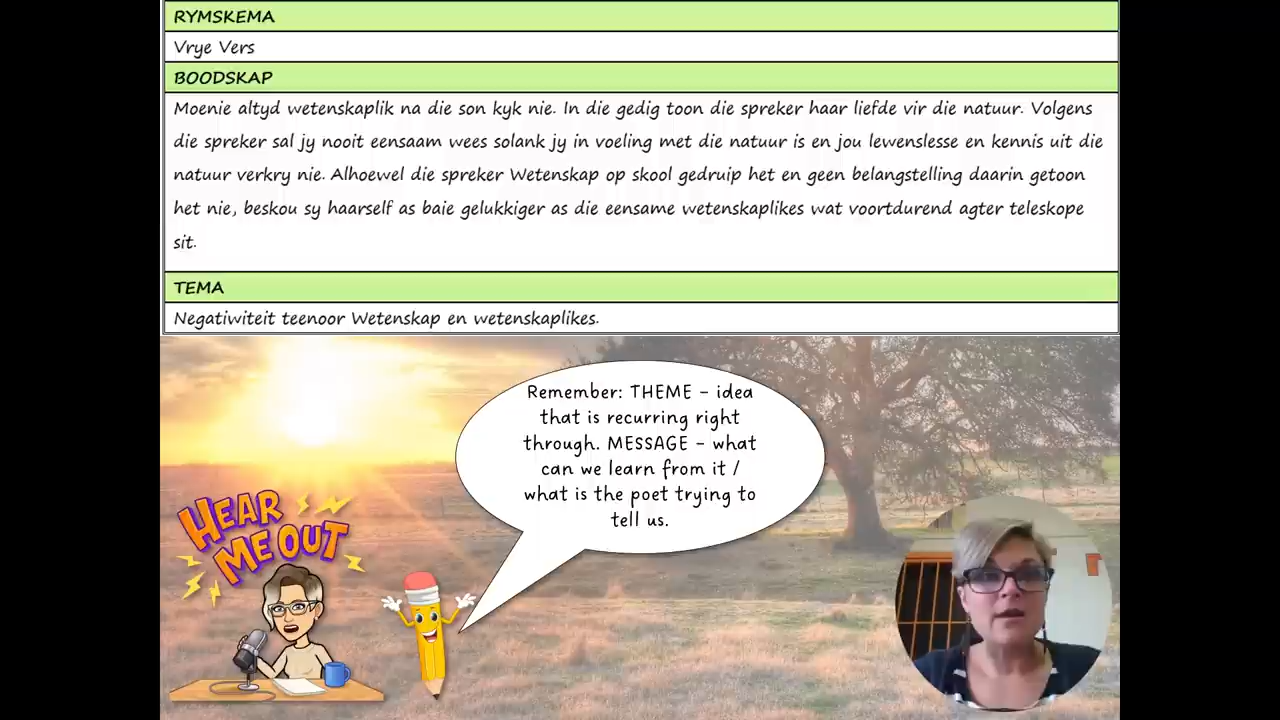 RYMSKEMA
Vrye Vers
BOODSKAP
Moenie altyd wetenskaplik na die son kyk nie. In die gedig toon die spreker haar liefde vir die natuur. Volgens
die spreker sal jy nooit eensaam wees solank jy in voeling met die natuur is en jou lewenslesse en kennis uit die
natuur verkry nie. Alhoewel die spreker Wetenskap op skool gedruip het en geen belangstelling daarin getoon
het nie, beskou sy haarself as baie gelukkiger as die eensame wetenskaplikes wat voortdurend agter teleskope
sit.
TEMA
Negatiwiteit teenoor Wetenskap en wetenskaplikes.
Remember: THEME – idea
that is recurring right
through. MESSAGE – what
can we learn from it /
what is the poet trying to
tell us.
HEAR
ME OUT